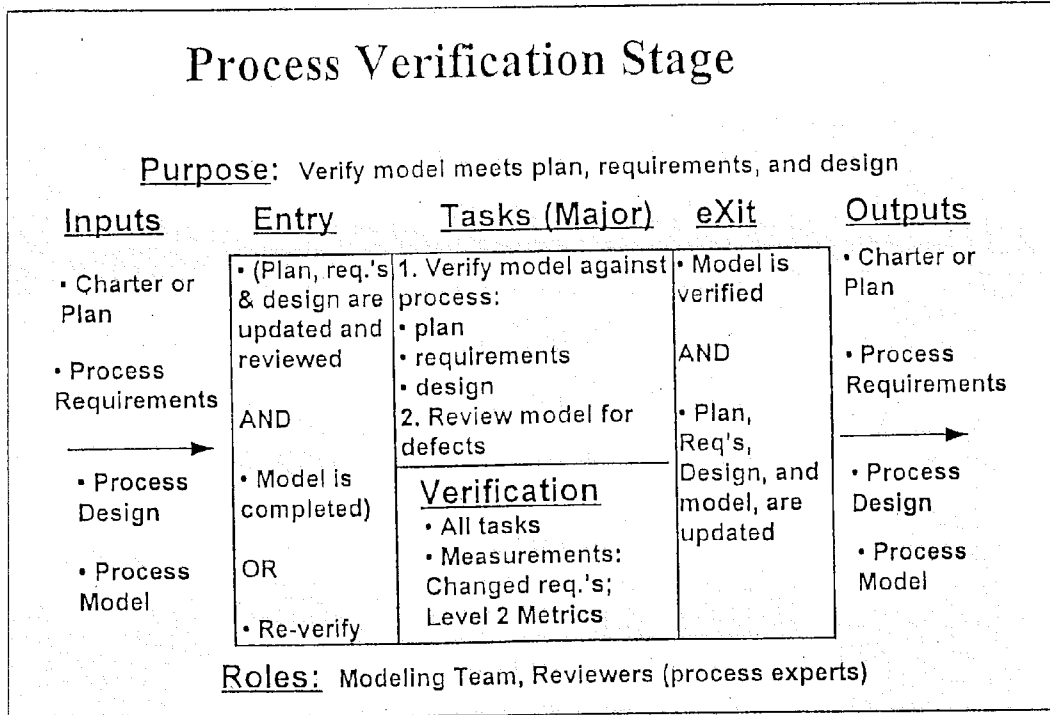 Process Verification Stage
Purpose: Verify model meets plan, requirements, and design
Inputs
• Charter or
Plan
• Process
Requirements
• Process
Design
• Process
Model
Entry
• (Plan, req.'s
& design are
updated and
reviewed
AND
• Model is
completed)
OR
• Re-verify
Tasks (Major)
1. Verify model against
process:
• plan
• requirements
• design
2. Review model for
defects
Verification
• All tasks
• Measurements:
Changed req.'s;
Level 2 Metrics
eXit
• Model is
verified
AND
• Plan,
Req's,
Design, and
model, are
updated
Outputs
• Charter or
Plan
• Process
Requirements
• Process
Design
• Process
Model
Roles: Modeling Team, Reviewers (process experts)